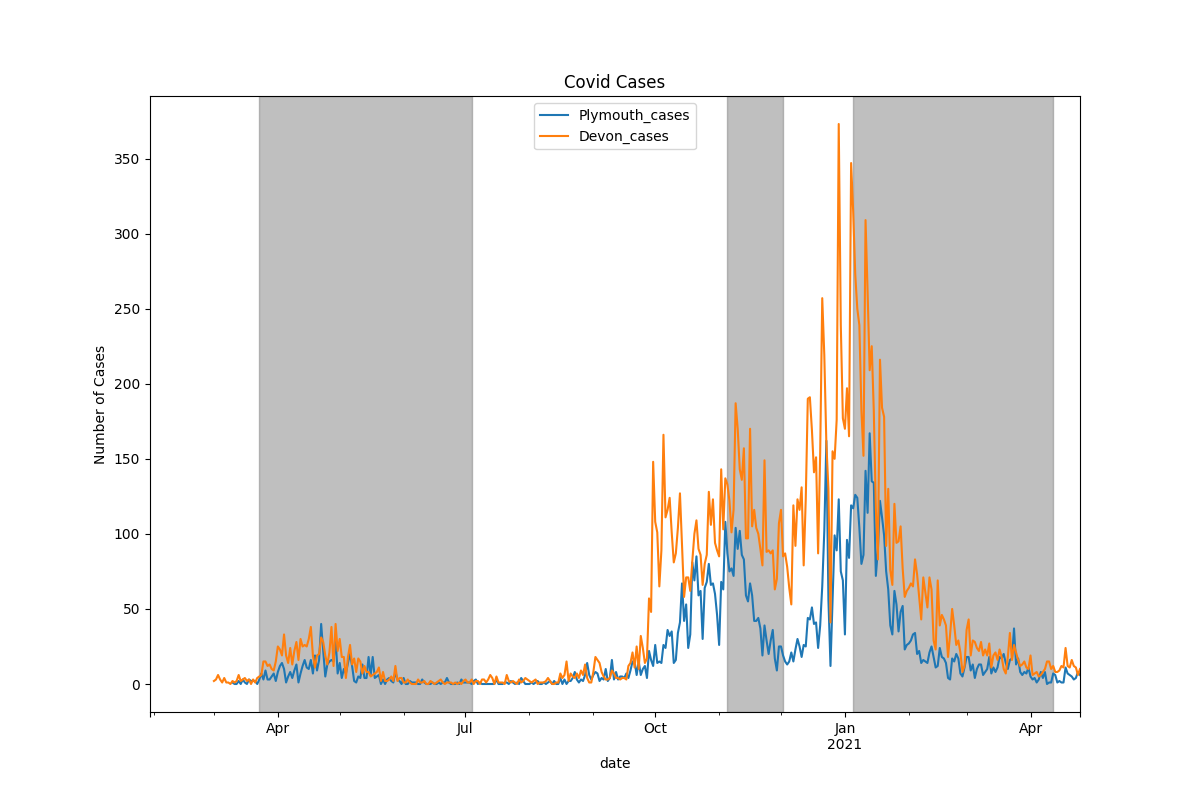 Covid Cases
Plymouth_cases
Devon_cases
350
300
250
200
150
100
50
0
Number of Cases
Apr
Jul
Oct
Jan
2021
Apr
date